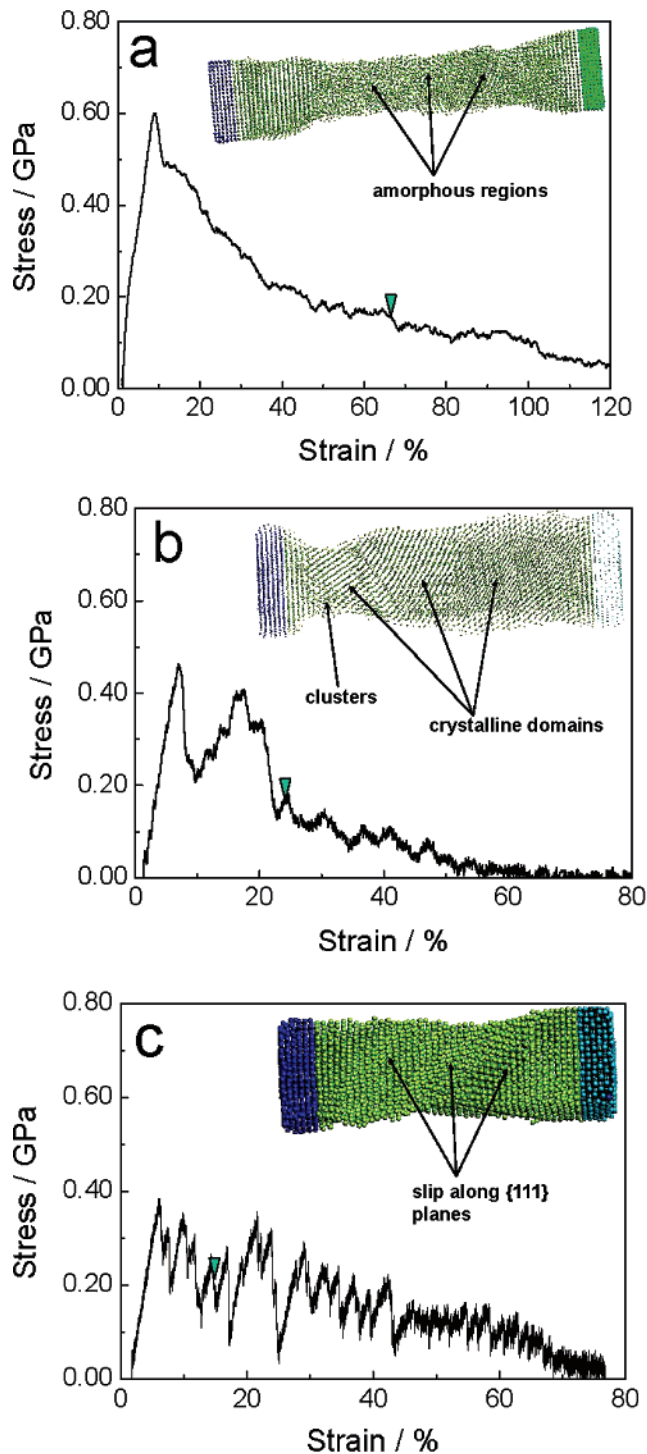 a
amorphous regions
Stress / GPa
0.80
0.60
0.40
0.20
0.00
0 20 40 60 80 100 120
Strain / %
b
clusters
crystalline domains
Stress / GPa
0.80
0.60
0.40
0.20
0.00
0 20 40 60 80
Strain / %
c
slip along {111}
planes
Stress / GPa
0.80
0.60
0.40
0.20
0.00
0 20 40 60 80
Strain / %